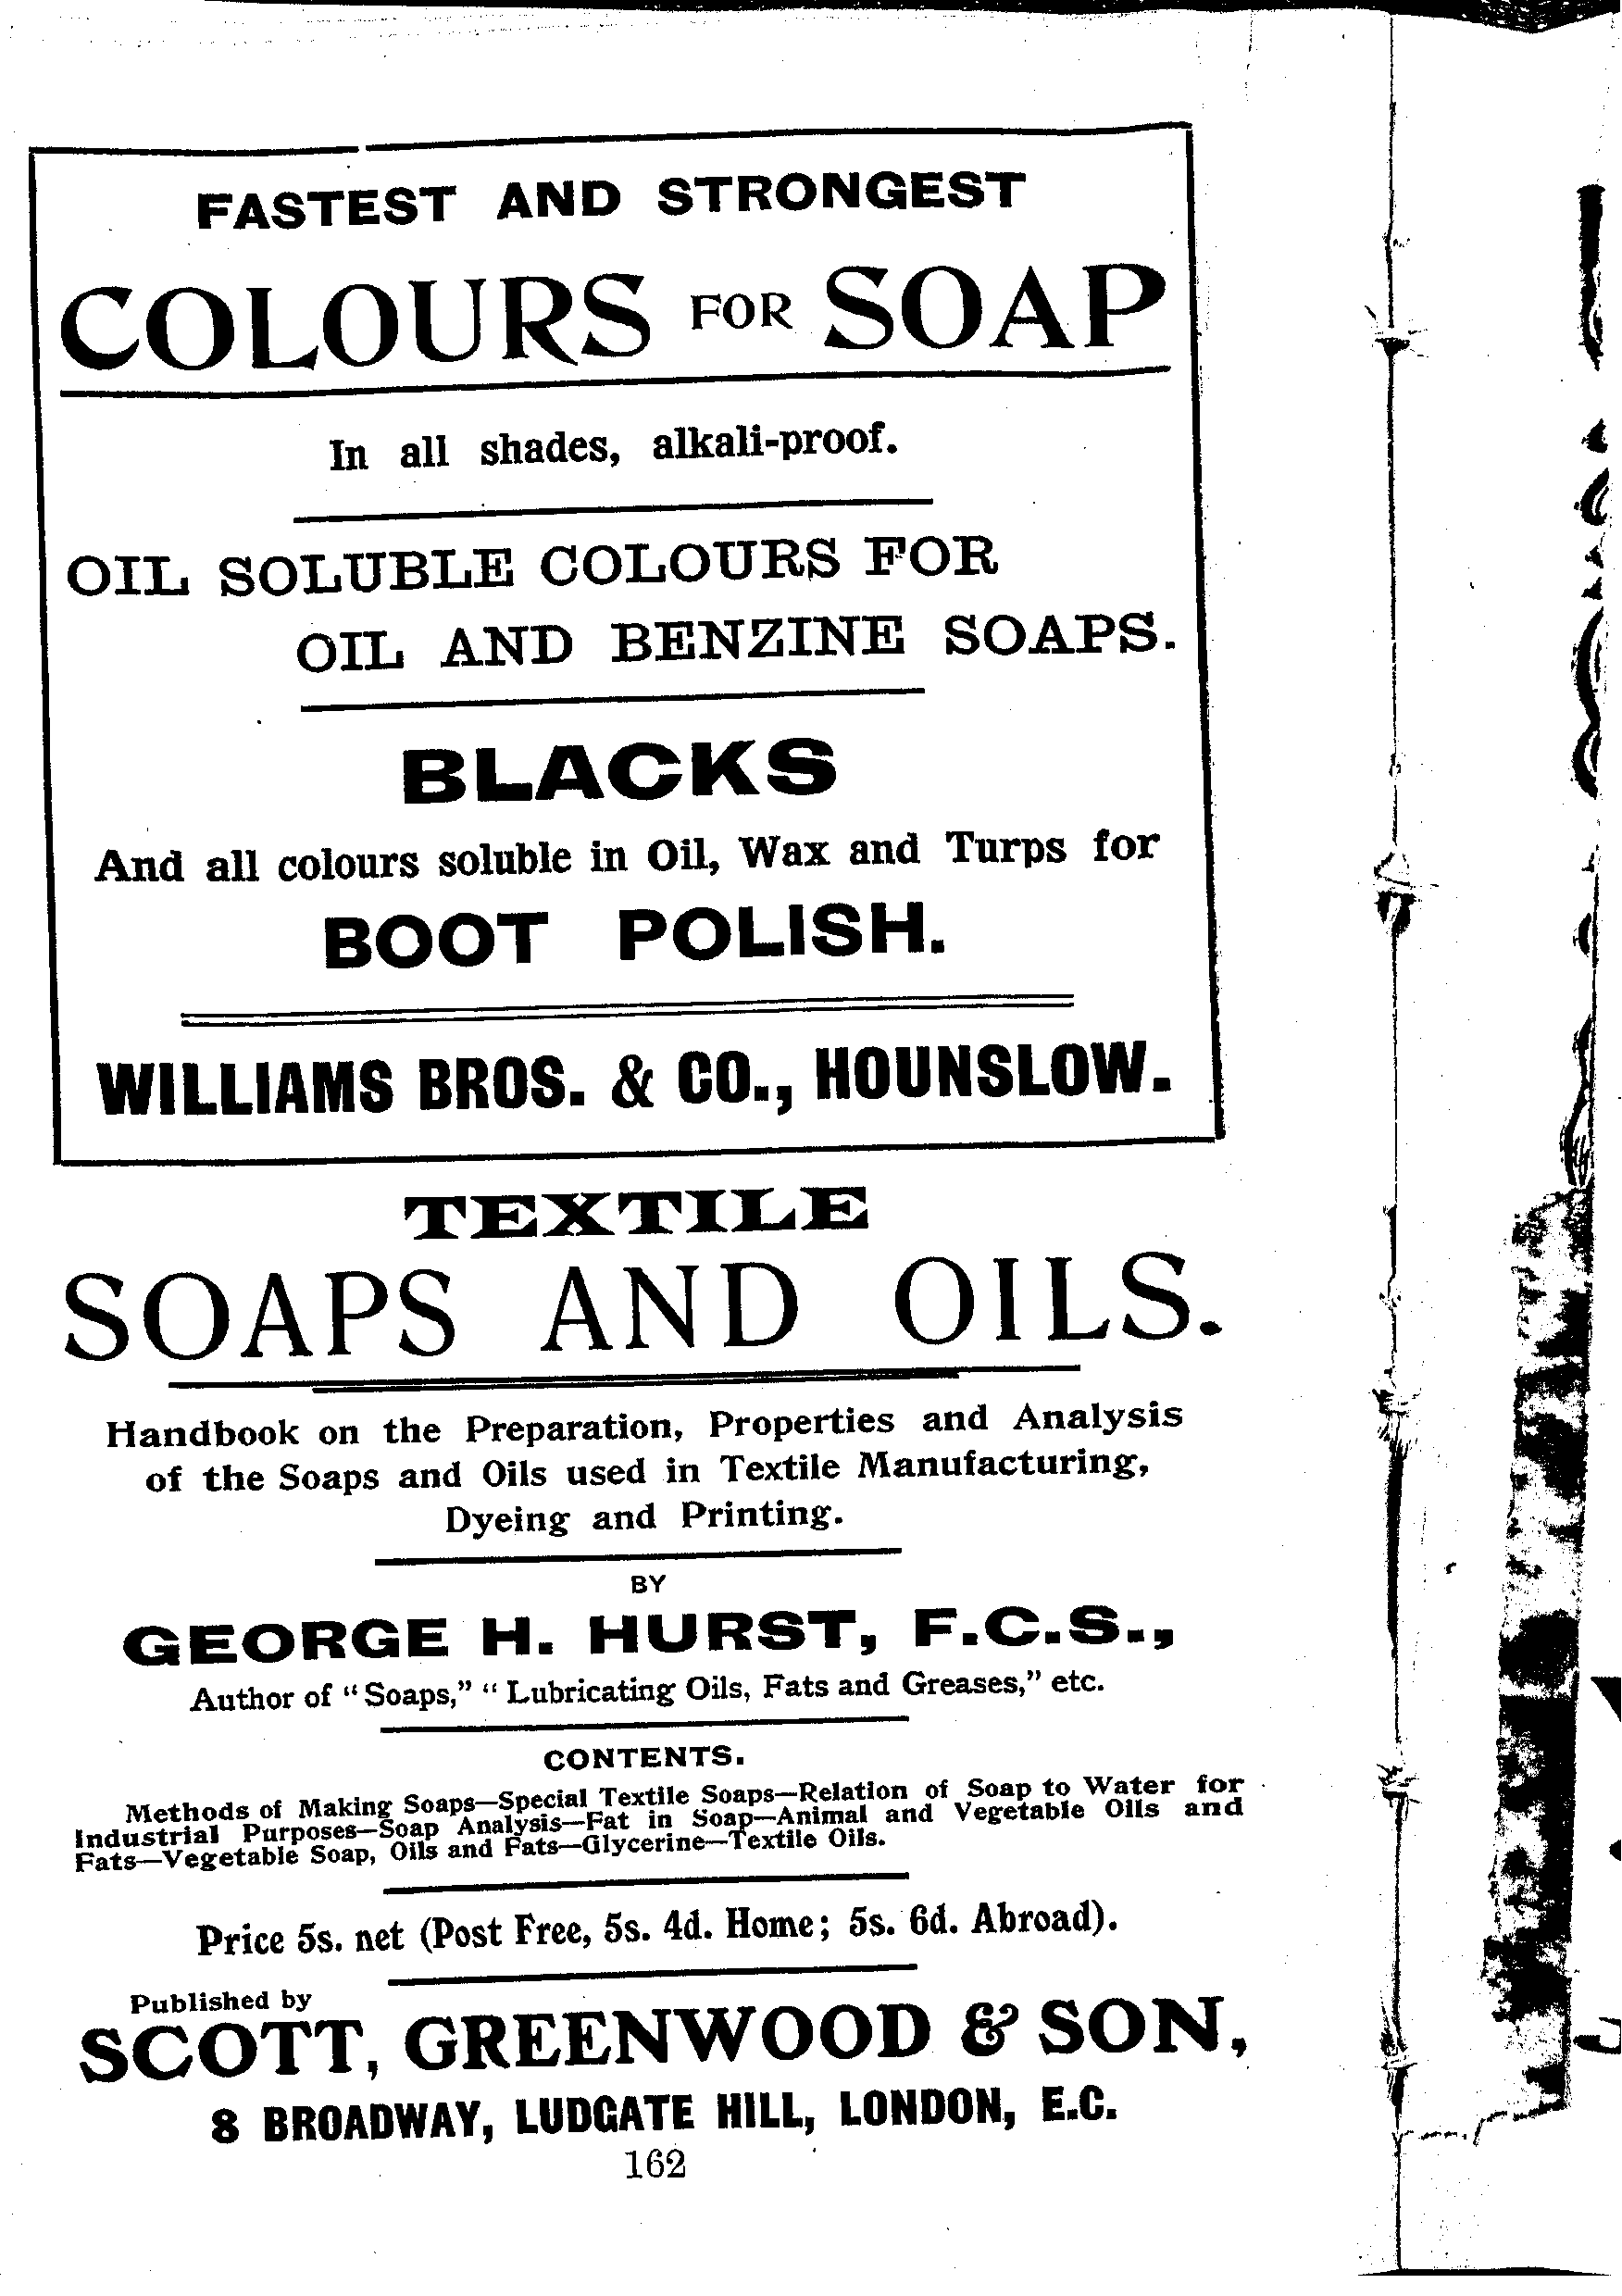 FASTEST AND STRONGEST
COLOURS FOR SOAP
In all shades, alkali-proof.
OIL SOLUBLE COLOURS FOR
OIL AND BENZINE SOAPS.
BLACKS
And all colours soluble in Oil, Wax and Turps for
BOOT POLISH.
WILLIAMS BROS. & CO., HOUNSLOW.
TEXTILE
SOAPS AND OILS.
Handbook on the Preparation, Properties and Analysis
of the Soaps and Oils used in Textile Manufacturing,
Dyeing and Printing.
BY
GEORGE H. HURST, F.C.S.,
Author of "Soaps," "Lubricating Oils, Fats and Greases," etc.
CONTENTS.
Methods of Making Soaps—Special Textile Soaps—Relation of Soap to Water for
Industrial Purposes—Soap Analysis—Fat in Soap—Animal and Vegetable Oils and
Fats—Vegetable Soap, Oils and Fats—Glycerine—Textile Oils.
Price 5s. net (Post Free, 5s. 4d. Home; 5s. 6d. Abroad).
Published by
SCOTT, GREENWOOD & SON,
8 BROADWAY, LUDGATE HILL, LONDON, E.C.
162